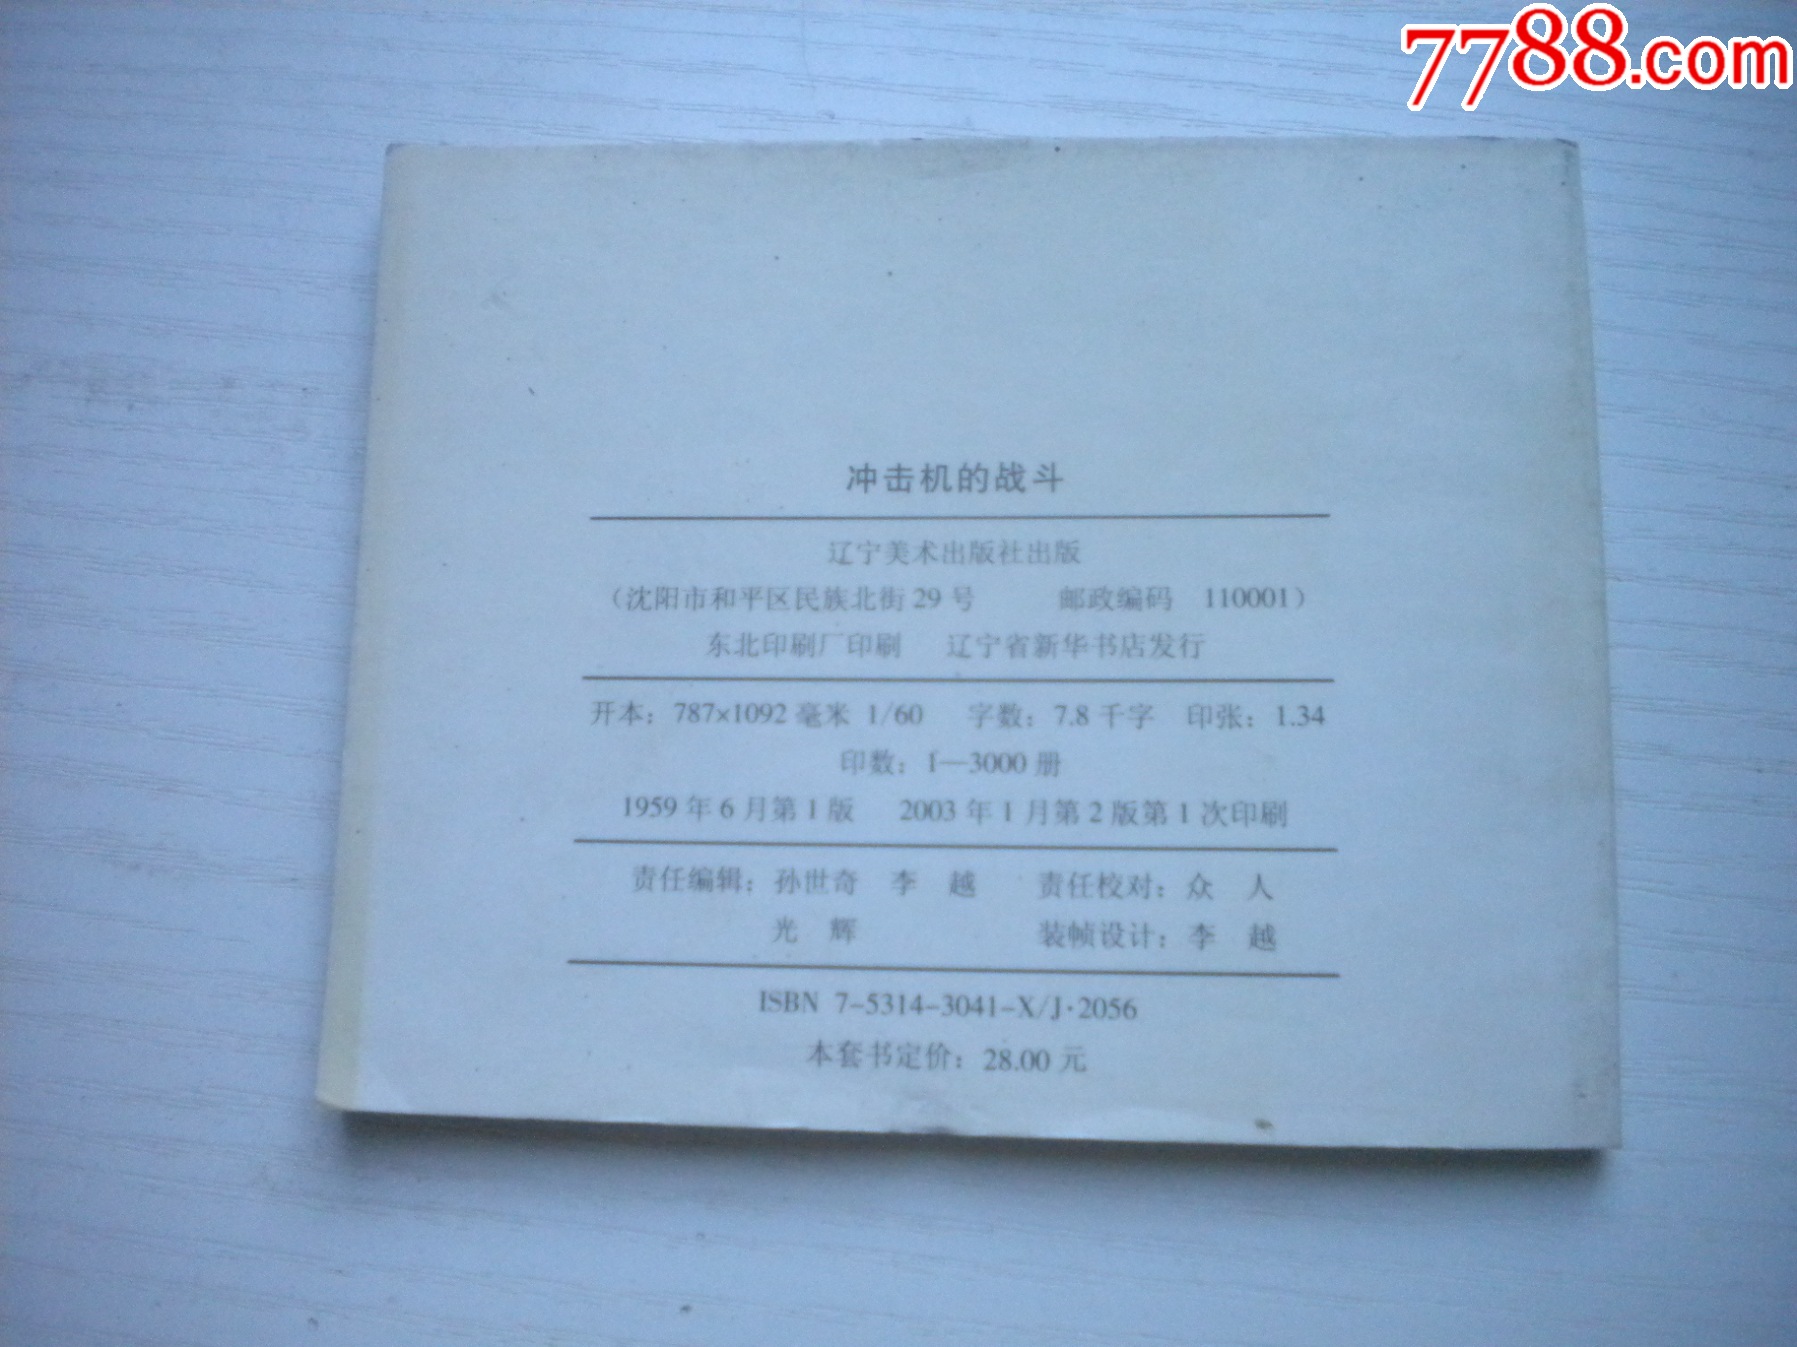 7788.com
冲击机的战斗
辽宁美术出版社出版
（沈阳市和平区民族北街29号 邮政编码 110001）
东北印刷厂印刷 辽宁省新华书店发行
开本：787×1092毫米 1/60 字数：7.8千字 印张：1.34
印数：1—3000册
1959年6月第1版 2003年1月第2版第1次印刷
责任编辑：孙世奇 李 越 责任校对：众 人
光 辉 装帧设计：李 越
ISBN 7-5314-3041-X/J·2056
本套书定价：28.00元